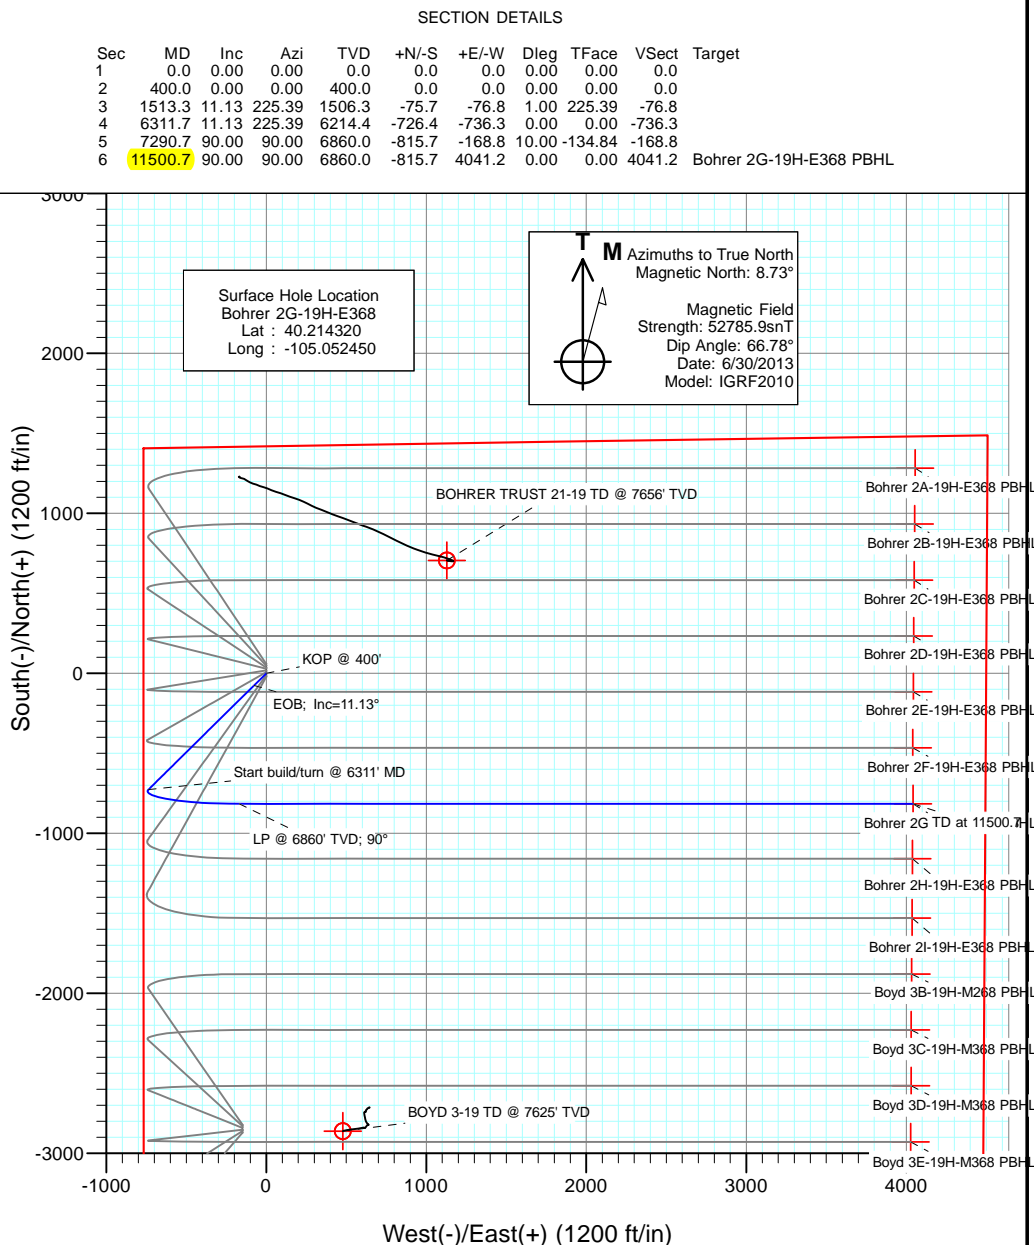 SECTION DETAILS
Sec MD Inc Azi TVD +N/-S +E/-W Dleg TFace VSect Target
1 0.0 0.00 0.00 0.0 0.0 0.0 0.00 0.00 0.0
2 400.0 0.00 0.00 400.0 0.0 0.0 0.00 0.00 0.0
3 1513.3 11.13 225.39 1506.3 -75.7 -76.8 1.00 225.39 -76.8
4 6311.7 11.13 225.39 6214.4 -726.4 -736.3 0.00 0.00 -736.3
5 7290.7 90.00 90.00 6860.0 -815.7 -168.8 10.00 -134.84 -168.8
6 11500.7 90.00 90.00 6860.0 -815.7 4041.2 0.00 0.00 4041.2 Bohrer 2G-19H-E368 PBHL
3000
2000
1000
0
-1000
-2000
-3000
South(-)/North(+) (1200 ft/in)
Surface Hole Location
Bohrer 2G-19H-E368
Lat : 40.214320
Long : -105.052450
T
M
Azimuths to True North
Magnetic North: 8.73°
Magnetic Field
Strength: 52785.9snT
Dip Angle: 66.78°
Date: 6/30/2013
Model: IGRF2010
BOHRER TRUST 21-19 TD @ 7656' TVD
Bohrer 2A-19H-E368 PBHL
Bohrer 2B-19H-E368 PBHL
Bohrer 2C-19H-E368 PBHL
Bohrer 2D-19H-E368 PBHL
KOP @ 400'
EOB; Inc=11.13°
Bohrer 2E-19H-E368 PBHL
Bohrer 2F-19H-E368 PBHL
Start build/turn @ 6311' MD
LP @ 6860' TVD; 90°
Bohrer 2G TD at 11500.7 HL
Bohrer 2H-19H-E368 PBHL
Bohrer 2I-19H-E368 PBHL
Boyd 3B-19H-M268 PBHL
Boyd 3C-19H-M368 PBHL
Boyd 3D-19H-M368 PBHL
BOYD 3-19 TD @ 7625' TVD
Boyd 3E-19H-M368 PBHL
-1000 0 1000 2000 3000 4000
West(-)/East(+) (1200 ft/in)